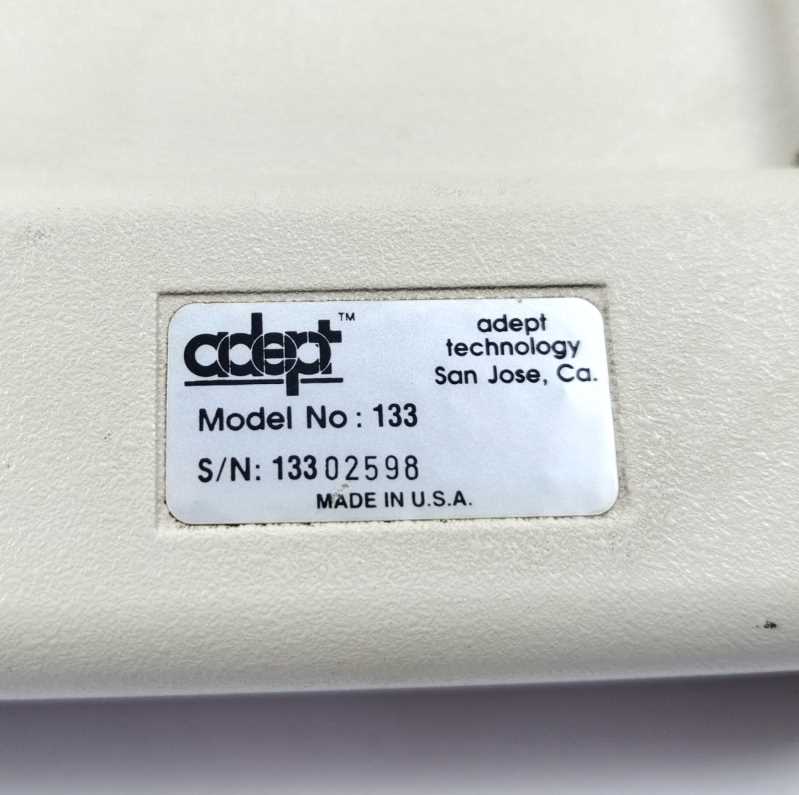 adept™
adept
technology
San Jose, Ca.
Model No: 133
S/N: 13302598
MADE IN U.S.A.